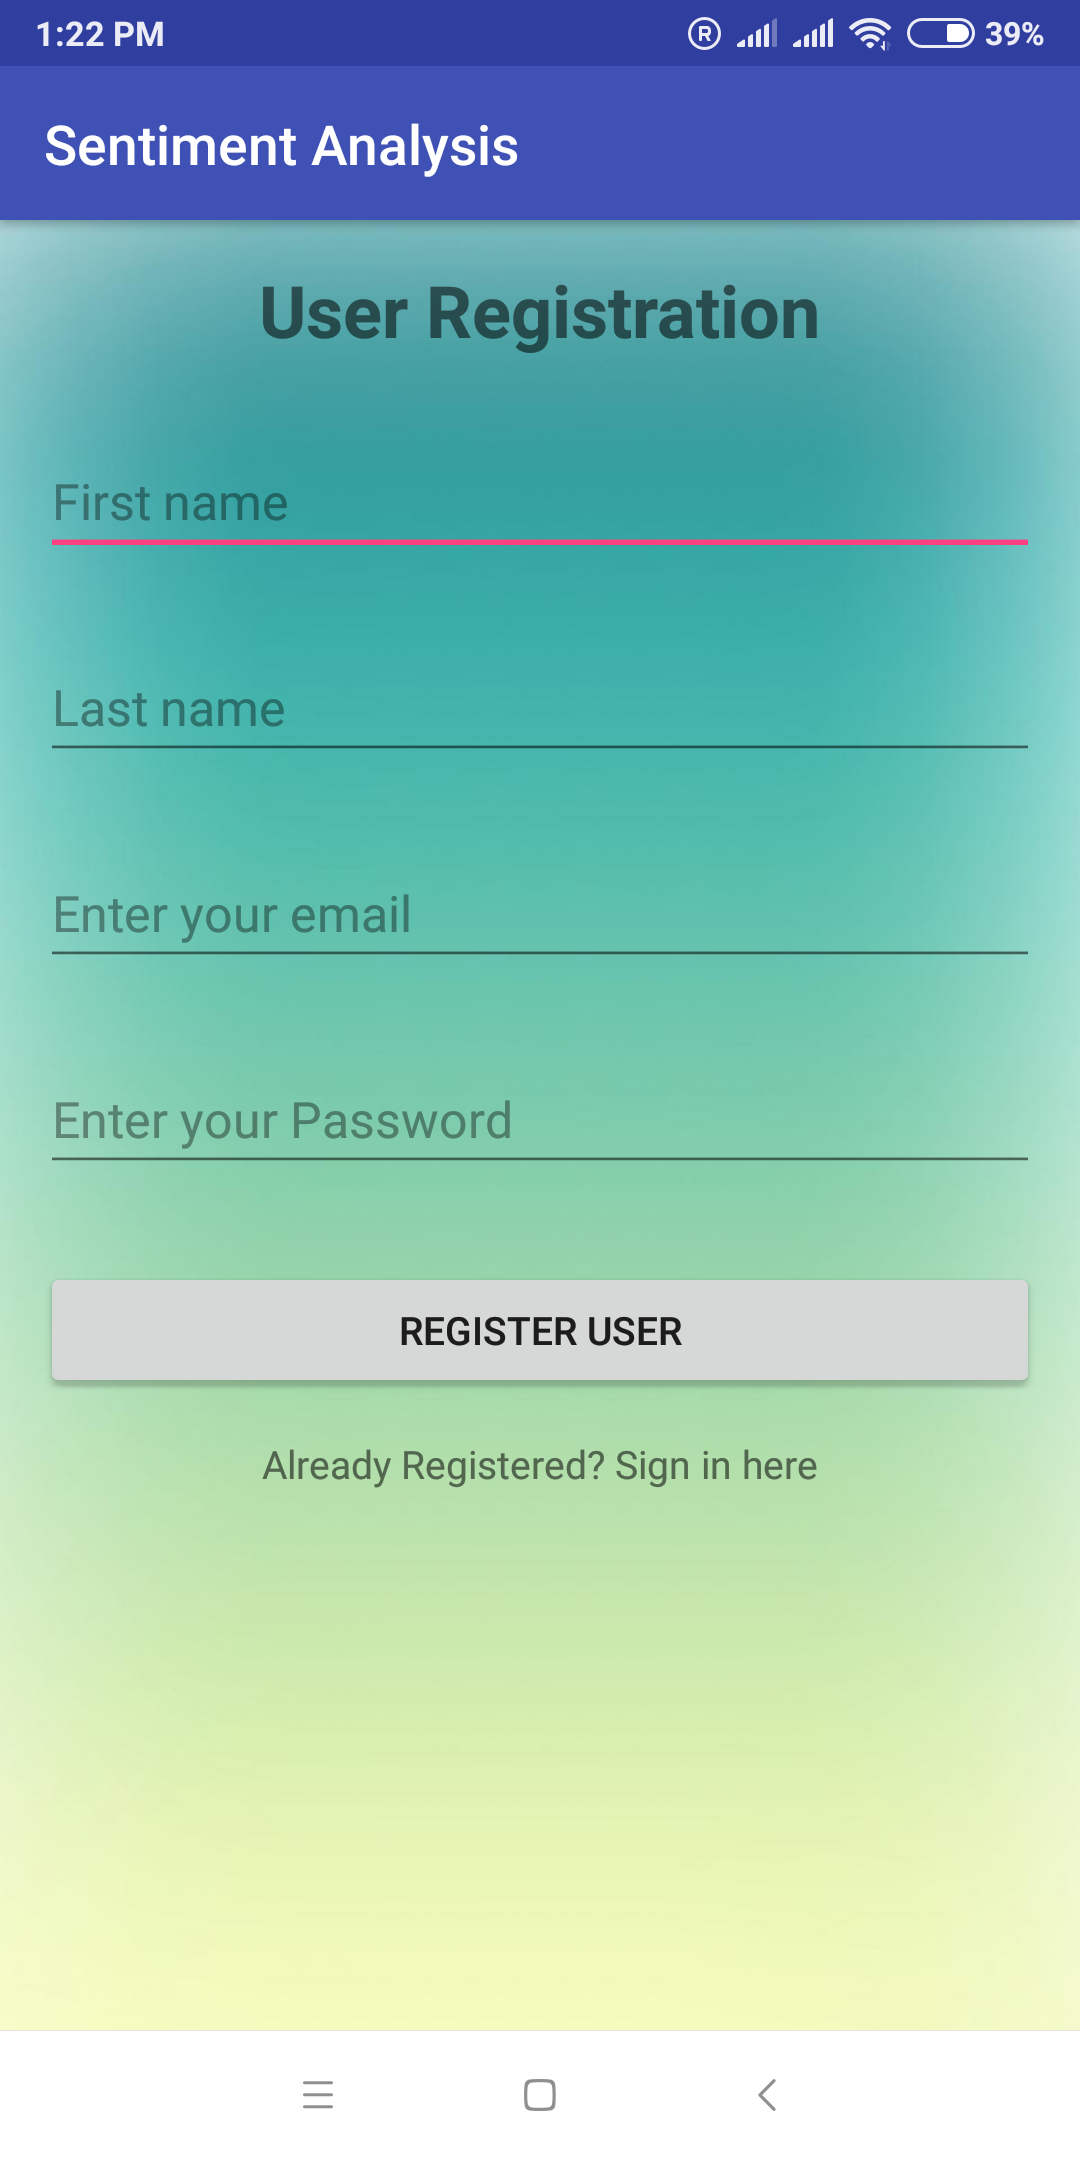 1:22 PM R 39%
Sentiment Analysis
User Registration
First name
Last name
Enter your email
Enter your Password
REGISTER USER
Already Registered? Sign in here